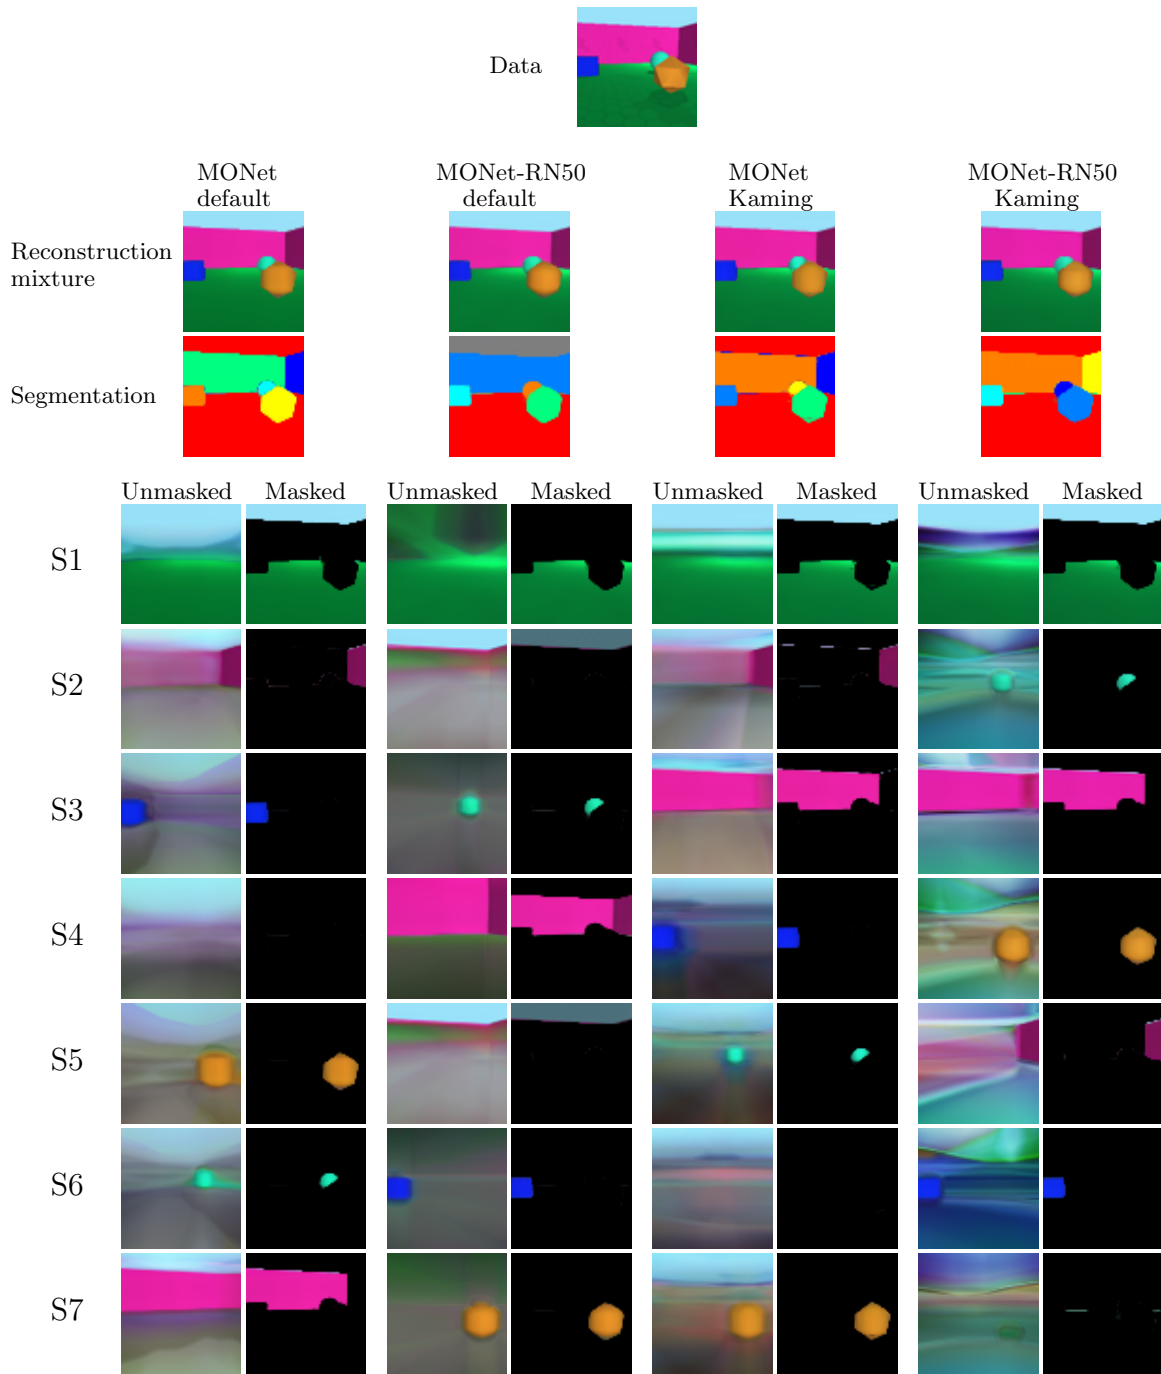 Data
MONet
default
MONet-RN50
default
MONet
Kaming
MONet-RN50
Kaming
Reconstruction
mixture
Segmentation
Unmasked Masked Unmasked Masked Unmasked Masked Unmasked Masked
S1
S2
S3
S4
S5
S6
S7